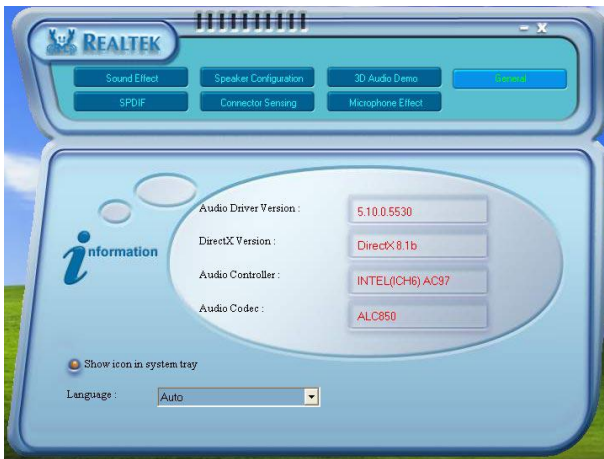 REALTEK
- X
Sound Effect
Speaker Configuration
3D Audio Demo
General
SPDIF
Connector Sensing
Microphone Effect
information
Audio Driver Version :
5.10.0.5530
DirectX Version :
DirectX 8.1b
Audio Controller :
INTEL(ICH6) AC97
Audio Codec :
ALC850
Show icon in system tray
Language :
Auto